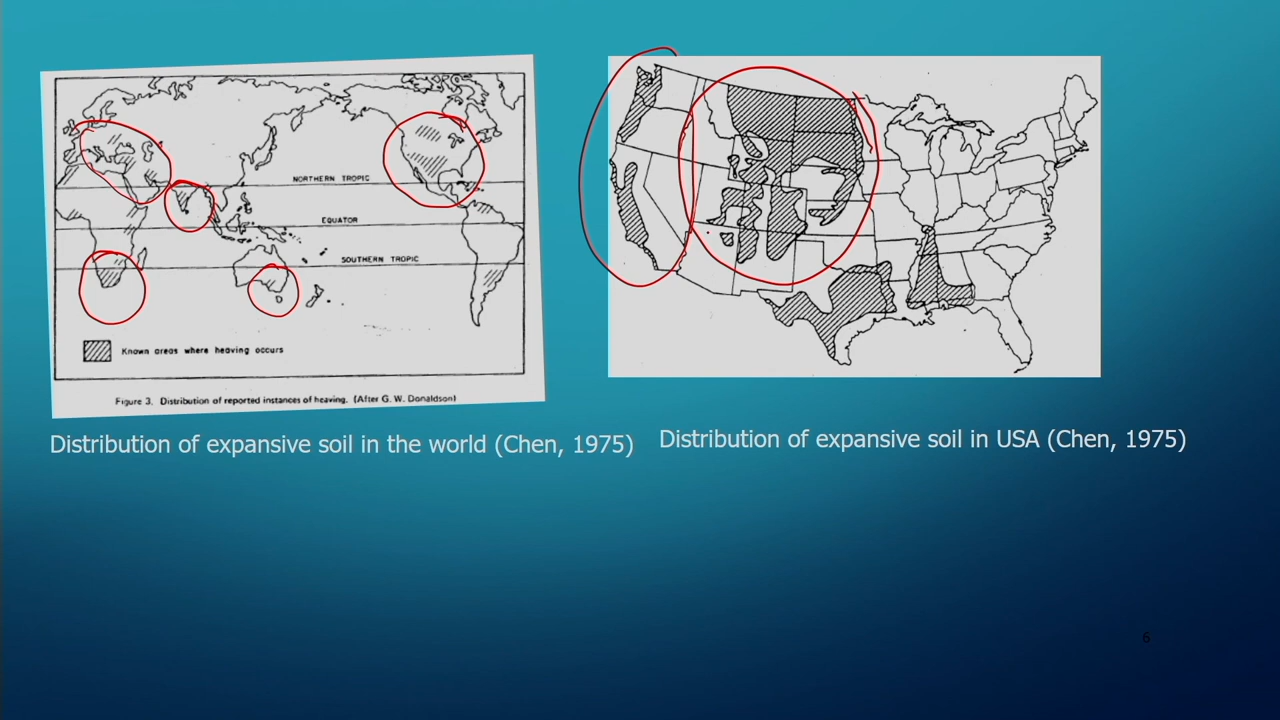 NORTHERN TROPIC
EQUATOR
SOUTHERN TROPIC
Known areas where heaving occurs
Figure 3. Distribution of reported instances of heaving. (After G. W. Donaldson)
Distribution of expansive soil in the world (Chen, 1975)
Distribution of expansive soil in USA (Chen, 1975)
6